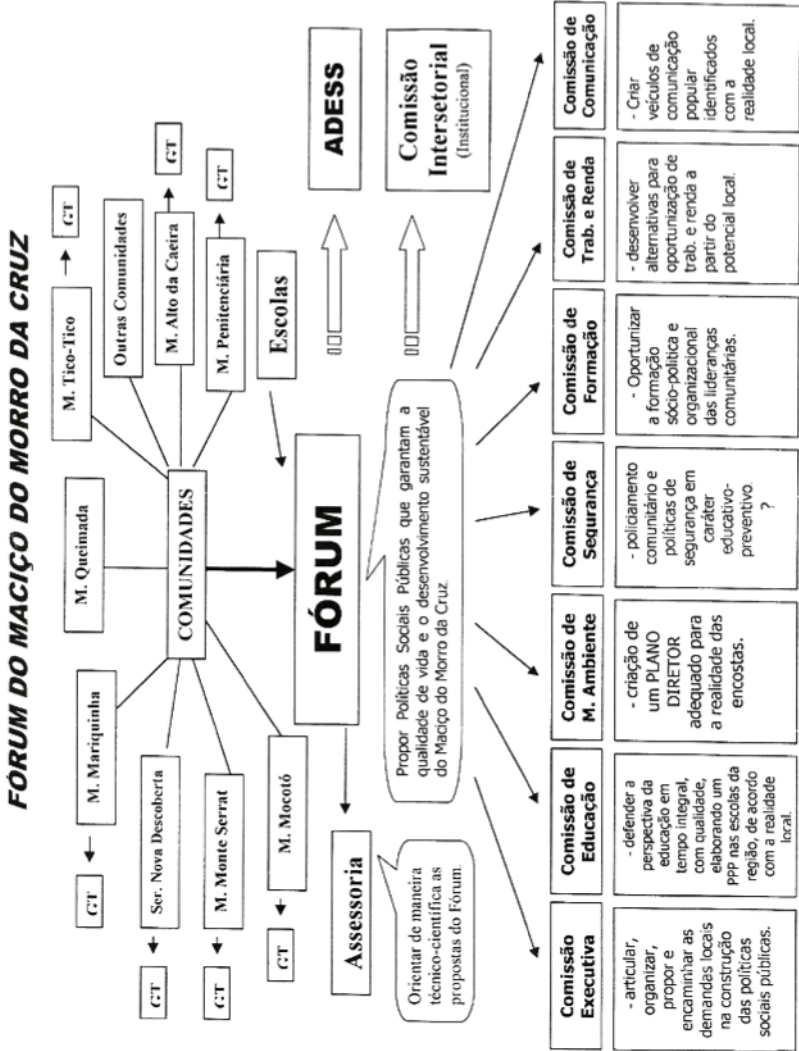 FÓRUM DO MACIÇO DO MORRO DA CRUZ
M. Mariquinha
M. Queimada
M. Tico-Tico
GT
GT
Ser. Nova Descoberta
GT
M. Monte Serrat
GT
M. Mocotó
GT
COMUNIDADES
Outras Comunidades
M. Alto da Caeira
GT
M. Penitenciária
GT
Escolas
FÓRUM
Assessoria
Orientar de maneira
técnico-científica as
propostas do Fórum.
Propor Políticas Sociais Públicas que garantam a
qualidade de vida e o desenvolvimento sustentável
do Maciço do Morro da Cruz.
ADESS
Comissão
Intersetorial
(Institucional)
Comissão
Executiva
- articular,
organizar,
propor e
encaminhar as
demandas locais
na construção
das políticas
sociais públicas.
Comissão de
Educação
- defender a
perspectiva da
educação em
tempo integral,
com qualidade,
elaborando um
PPP nas escolas da
região, de acordo
com a realidade
local.
Comissão de
M. Ambiente
- criação de
um PLANO
DIRETOR
adequado para
a realidade das
encostas.
Comissão de
Segurança
- policiamento
comunitário e
políticas de
segurança em
caráter
educativo-
preventivo.
?
Comissão de
Formação
- Oportunizar
a formação
sócio-politica e
organizacional
das lideranças
comunitárias.
Comissão de
Trab. e Renda
- desenvolver
alternativas para
oportunização de
trab. e renda a
partir do
potencial local.
Comissão de
Comunicação
- Criar
veículos de
comunicação
popular
identificados
com a
realidade local.